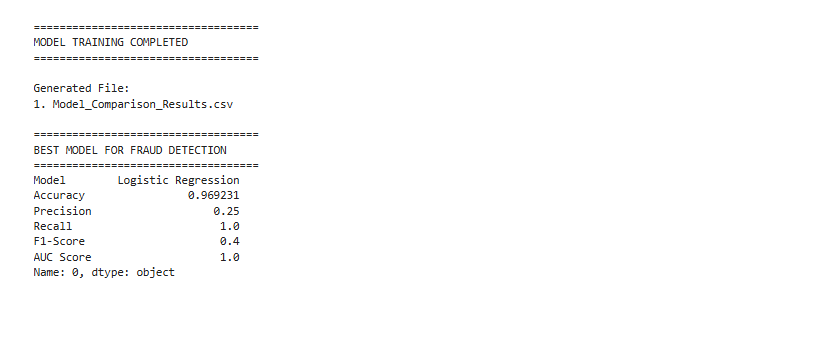 ===================================
MODEL TRAINING COMPLETED
===================================
Generated File:
1. Model_Comparison_Results.csv
===================================
BEST MODEL FOR FRAUD DETECTION
===================================
Model        Logistic Regression
Accuracy                0.969231
Precision                   0.25
Recall                       1.0
F1-Score                     0.4
AUC Score                    1.0
Name: 0, dtype: object